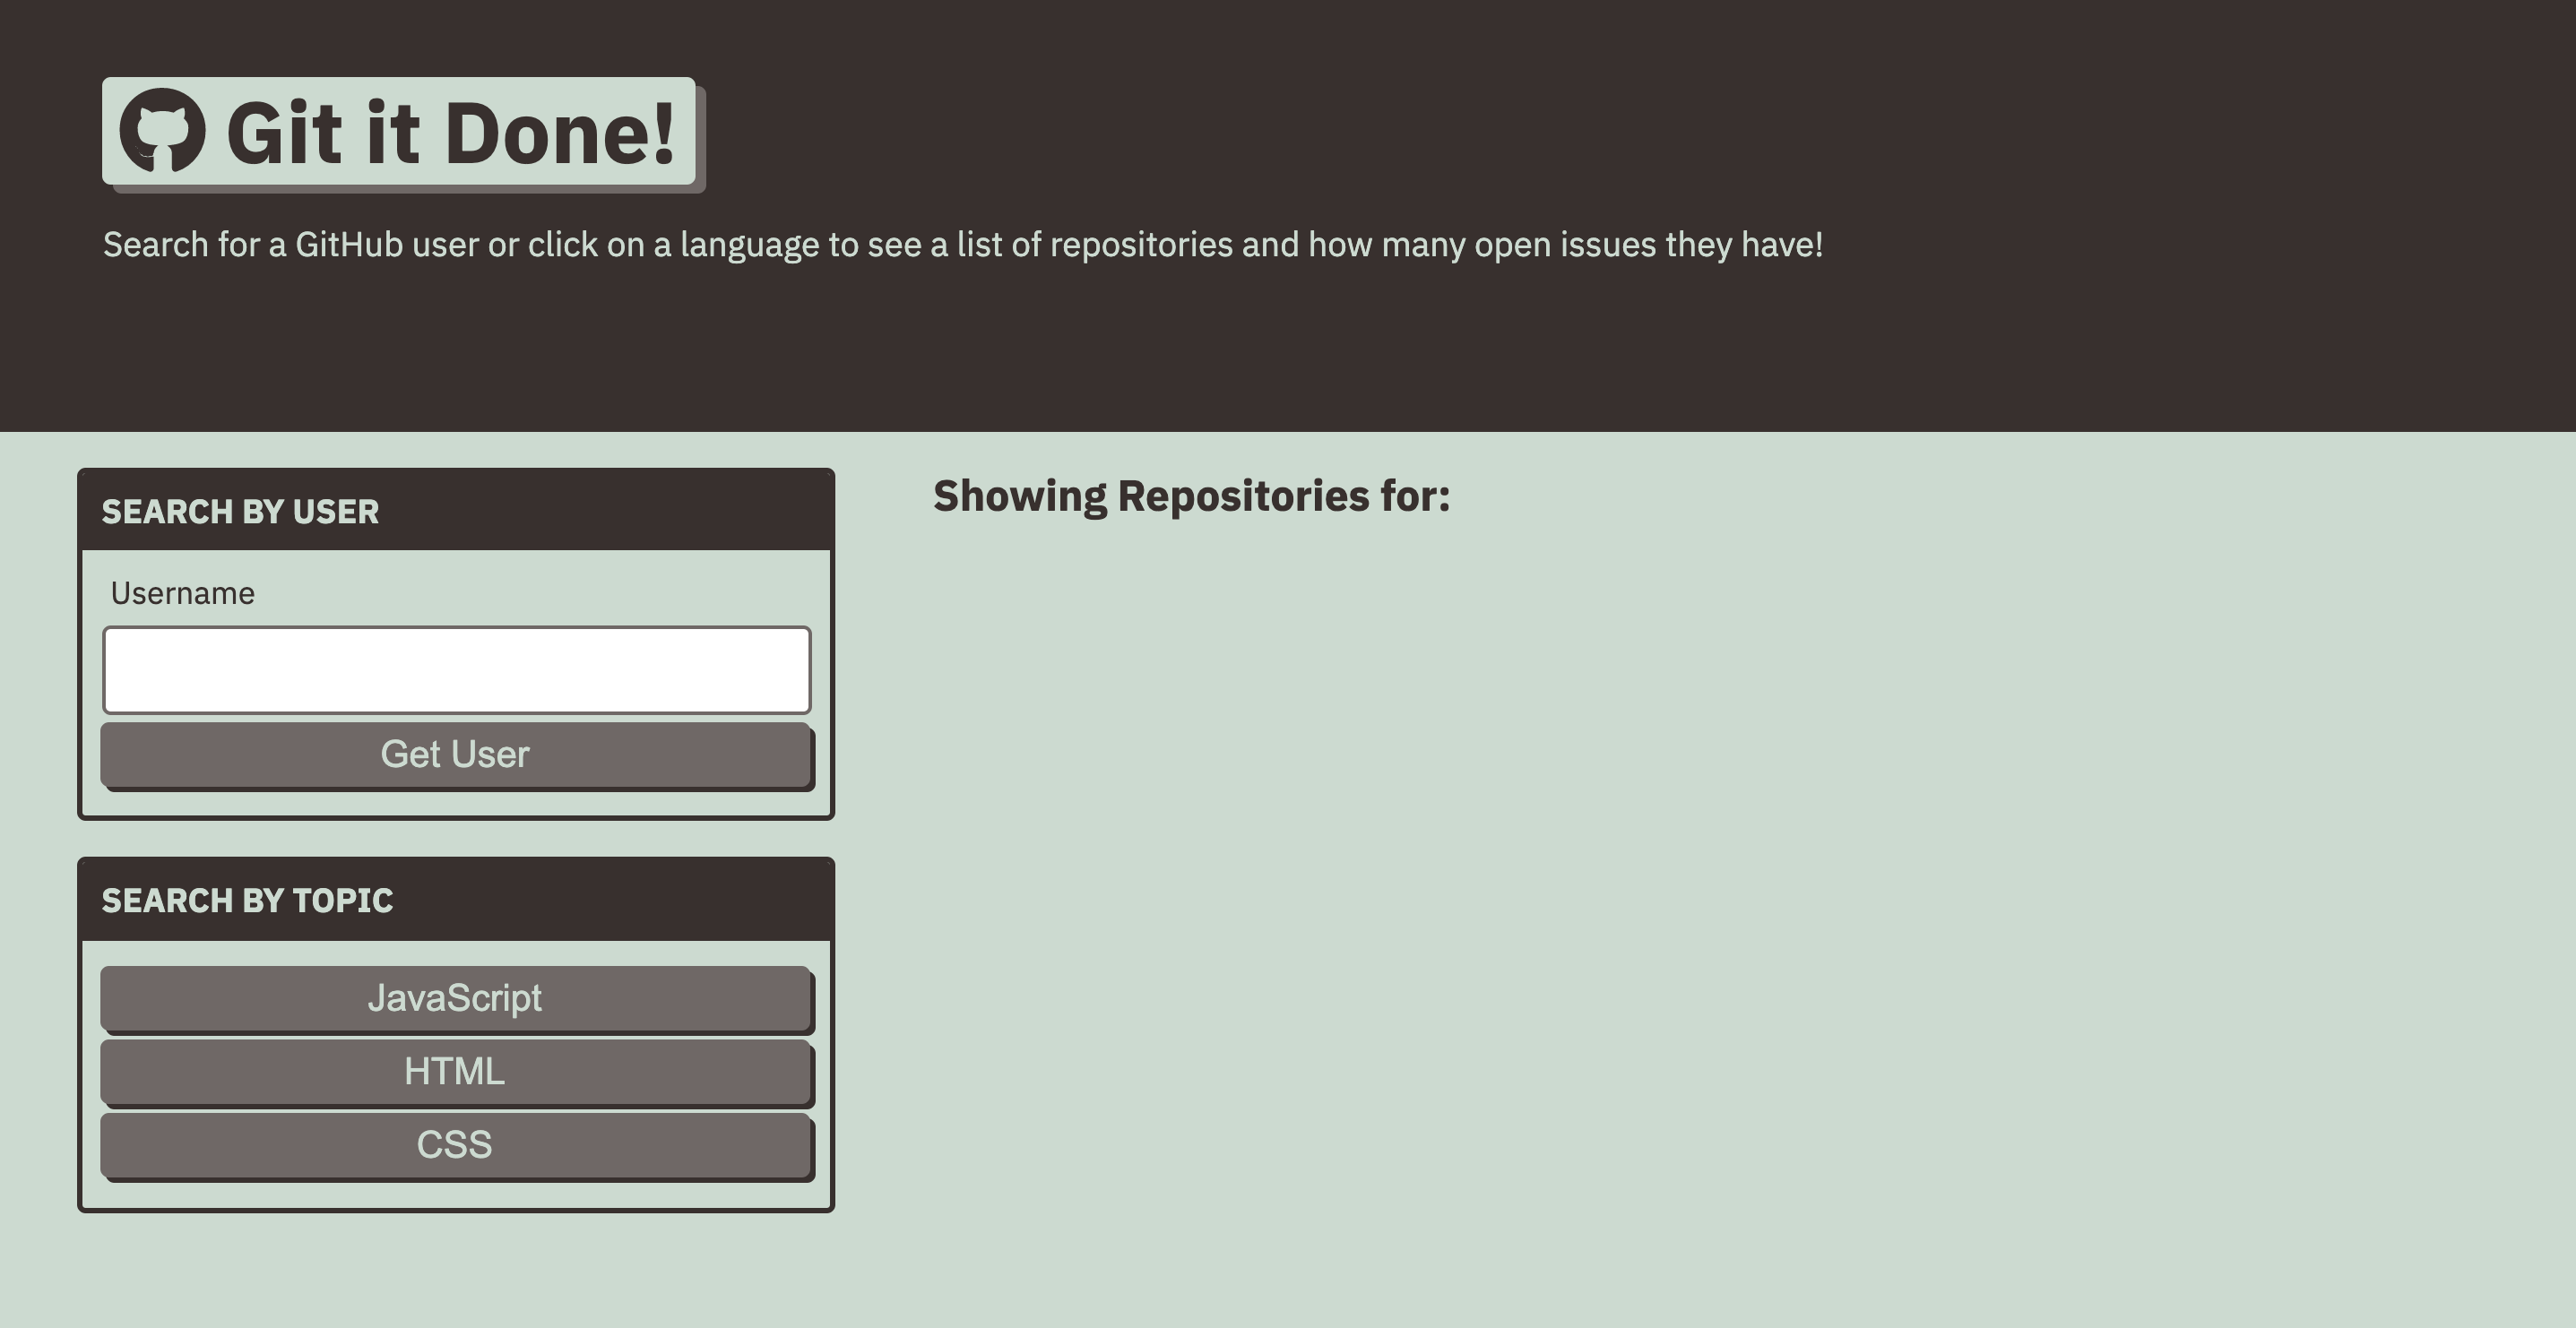 Git it Done!
Search for a GitHub user or click on a language to see a list of repositories and how many open issues they have!
SEARCH BY USER
Username
Get User
SEARCH BY TOPIC
JavaScript
HTML
CSS
Showing Repositories for: